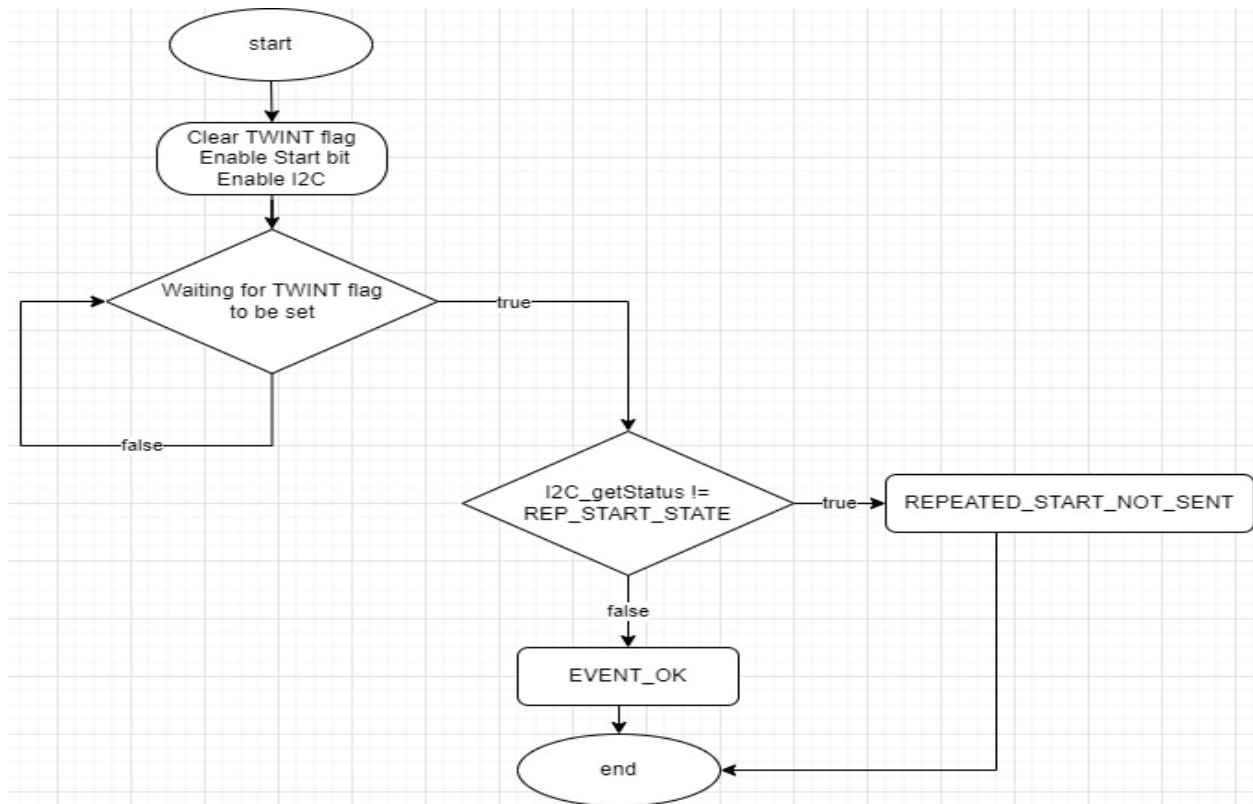 start
Clear TWINT flag
Enable Start bit
Enable I2C
Waiting for TWINT flag
to be set
true
false
I2C_getStatus !=
REP_START_STATE
true
REPEATED_START_NOT_SENT
false
EVENT_OK
end